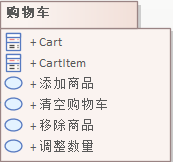 购物车
+ Cart
+ CartItem
+ 添加商品
+ 清空购物车
+ 移除商品
+ 调整数量